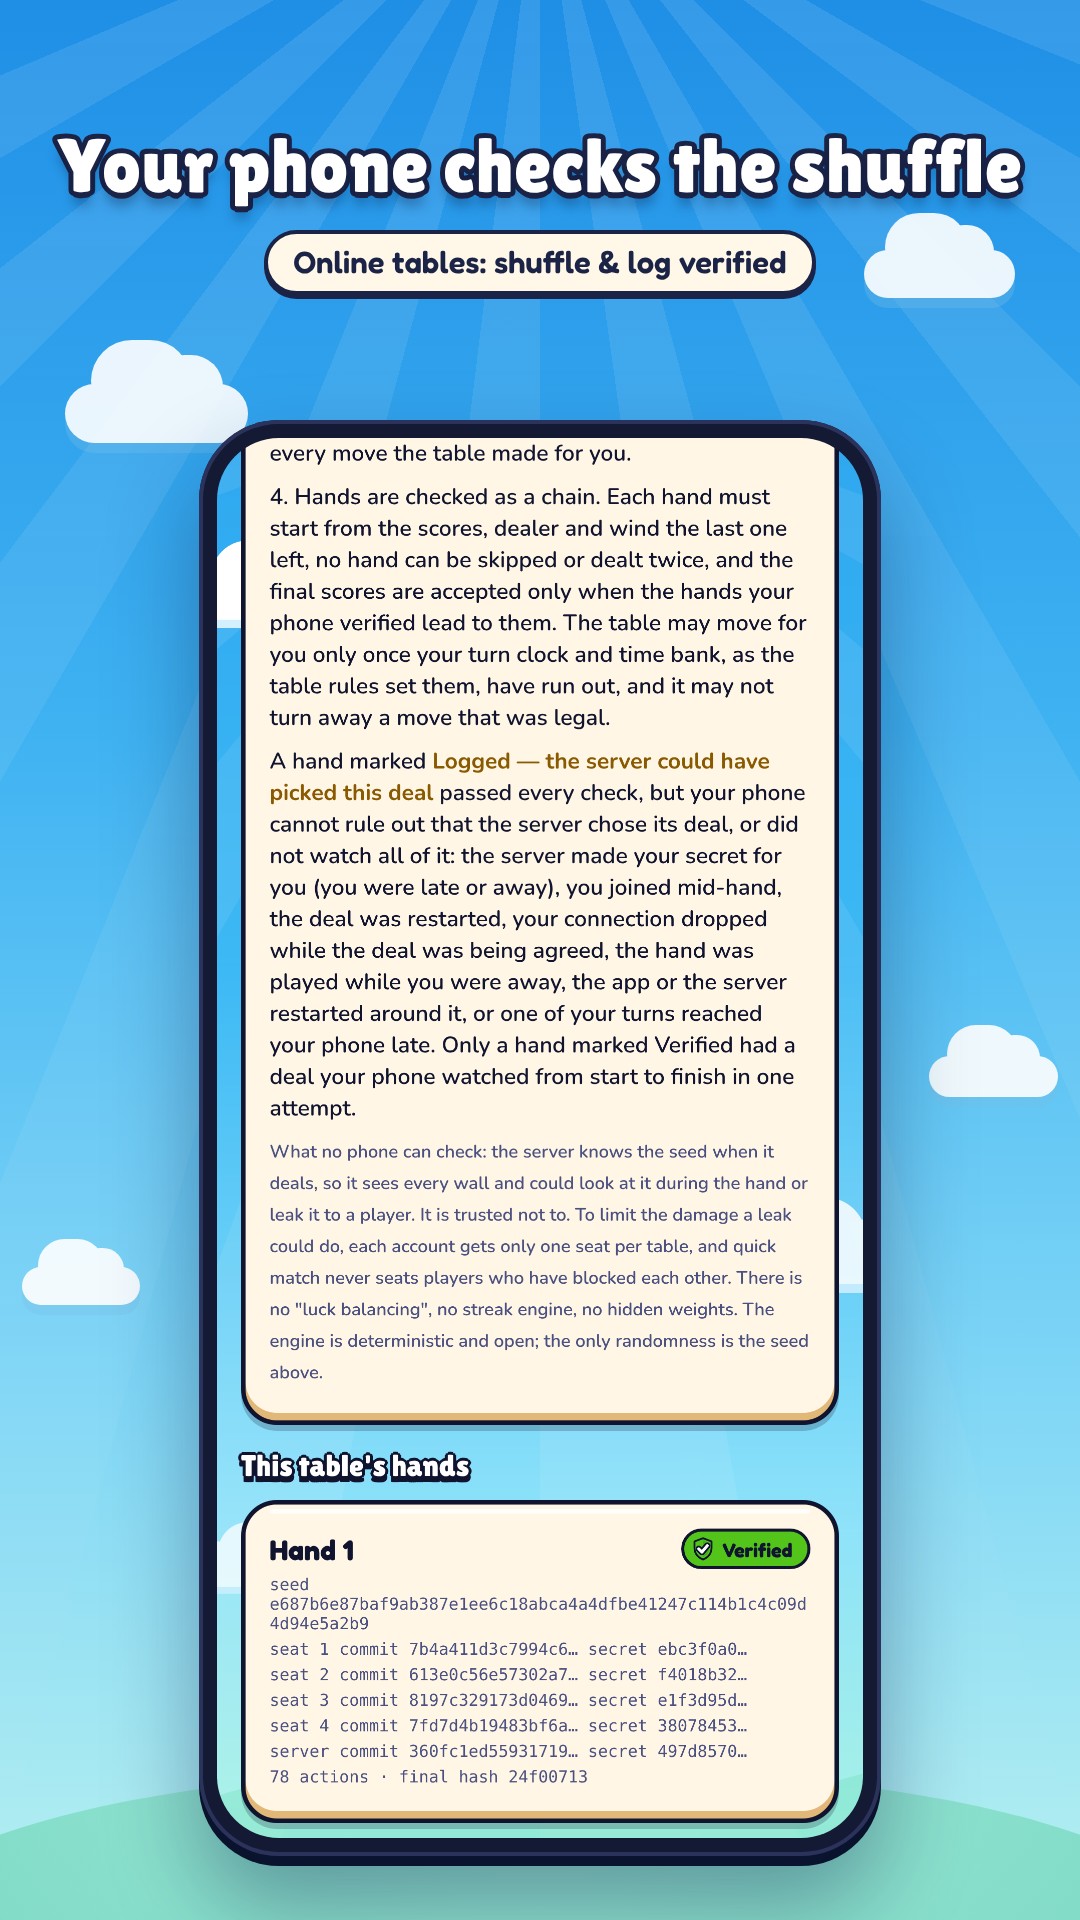 Your phone checks the shuffle
Online tables: shuffle & log verified
every move the table made for you.
4. Hands are checked as a chain. Each hand must
start from the scores, dealer and wind the last one
left, no hand can be skipped or dealt twice, and the
final scores are accepted only when the hands your
phone verified lead to them. The table may move for
you only once your turn clock and time bank, as the
table rules set them, have run out, and it may not
turn away a move that was legal.
A hand marked Logged — the server could have
picked this deal passed every check, but your phone
cannot rule out that the server chose its deal, or did
not watch all of it: the server made your secret for
you (you were late or away), you joined mid-hand,
the deal was restarted, your connection dropped
while the deal was being agreed, the hand was
played while you were away, the app or the server
restarted around it, or one of your turns reached
your phone late. Only a hand marked Verified had a
deal your phone watched from start to finish in one
attempt.
What no phone can check: the server knows the seed when it
deals, so it sees every wall and could look at it during the hand or
leak it to a player. It is trusted not to. To limit the damage a leak
could do, each account gets only one seat per table, and quick
match never seats players who have blocked each other. There is
no "luck balancing", no streak engine, no hidden weights. The
engine is deterministic and open; the only randomness is the seed
above.
This table's hands
Hand 1
Verified
seed
e687b6e87baf9ab387e1ee6c18abca4a4dfbe41247c114b1c4c09d
4d94e5a2b9
seat 1 commit 7b4a411d3c7994c6… secret ebc3f0a0…
seat 2 commit 613e0c56e57302a7… secret f4018b32…
seat 3 commit 8197c329173d0469… secret e1f3d95d…
seat 4 commit 7fd7d4b19483bf6a… secret 38078453…
server commit 360fc1ed55931719… secret 497d8570…
78 actions · final hash 24f00713